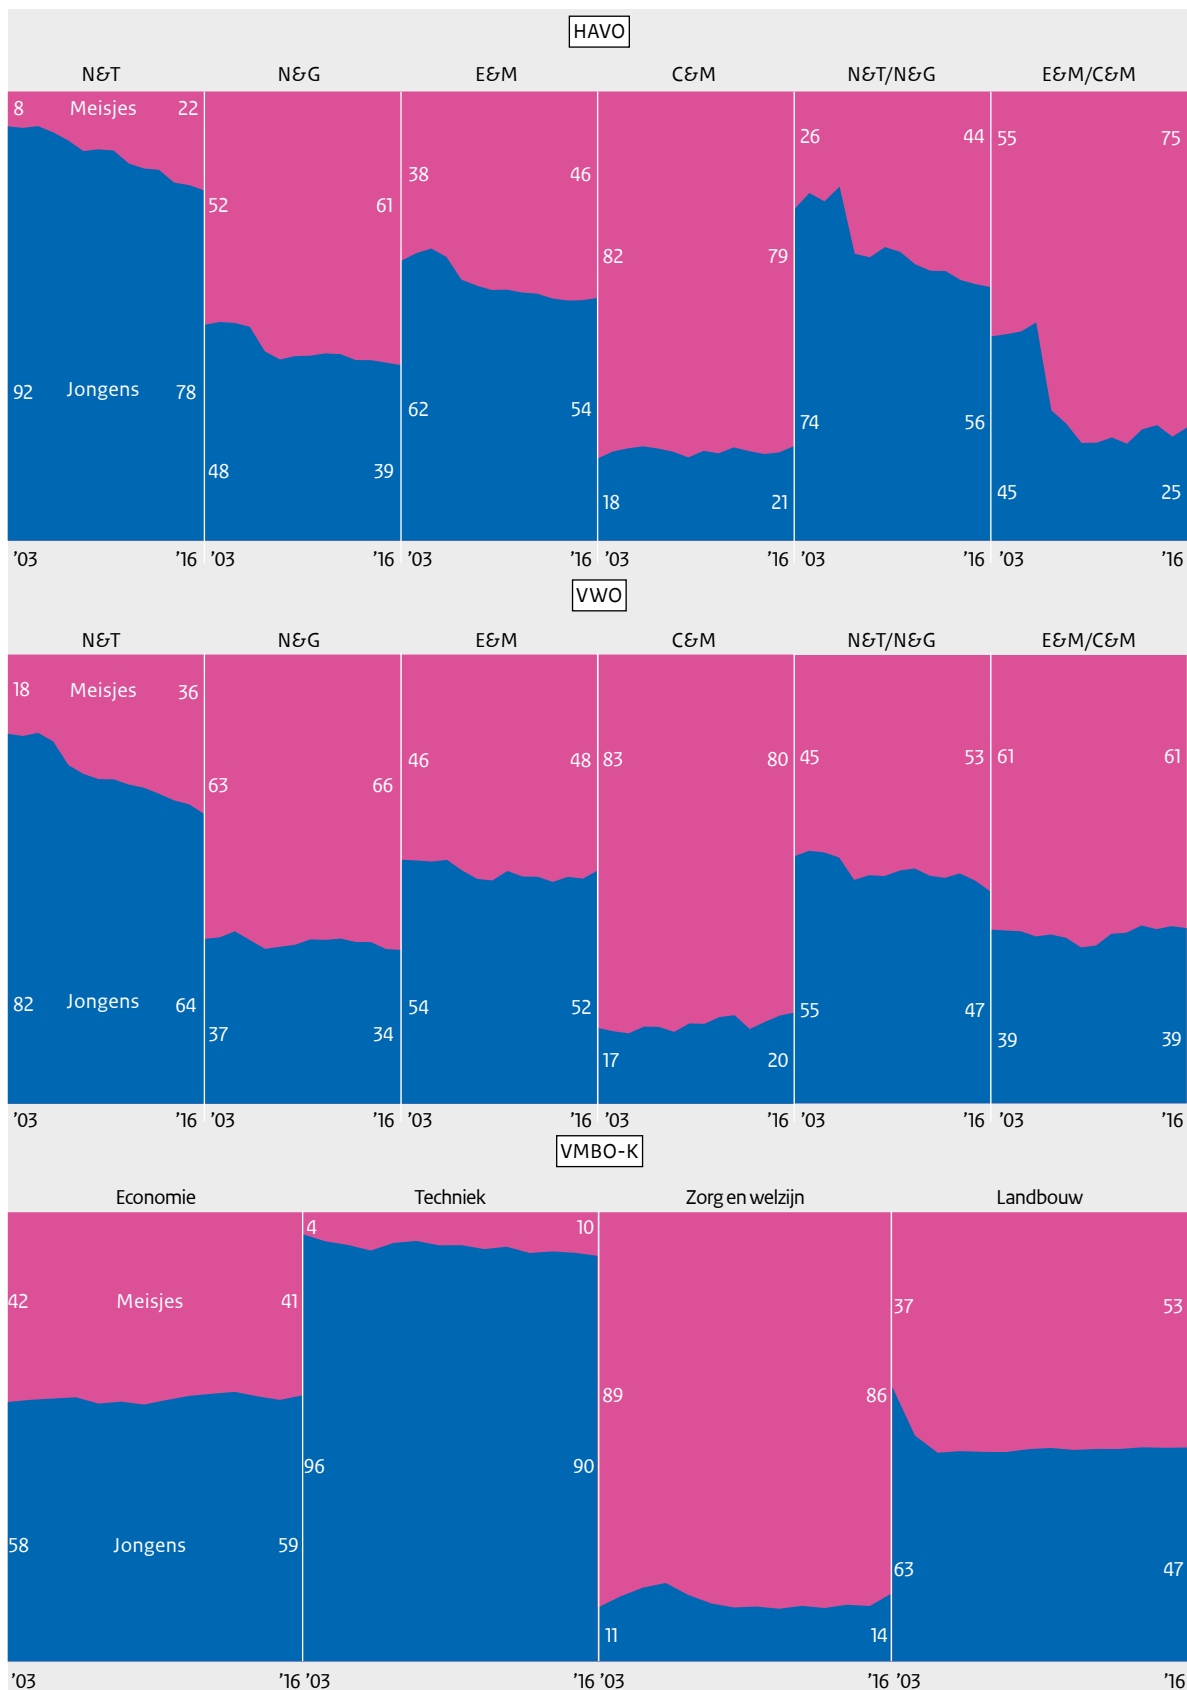 HAVO
N&T N&G E&M C&M N&T/N&G E&M/C&M
8 Meisjes 22
26 44 55 75
38 46
52 61
82 79
92 Jongens 78
62 54
74 56
48 39
45 25
18 21
'03 '16 '03 '16 '03 '16 '03 '16 '03 '16 '03 '16
VWO
N&T N&G E&M C&M N&T/N&G E&M/C&M
18 Meisjes 36
46 48 83 80 45 53 61 61
63 66
82 Jongens 64
54 52
55 47
37 34
39 39
17 20
'03 '16 '03 '16 '03 '16 '03 '16 '03 '16 '03 '16
VMBO-K
Economie Techniek Zorg en welzijn Landbouw
4 10
42 Meisjes 41
37 53
89 86
96 90
58 Jongens 59
63 47
11 14
'03 '16 '03 '16 '03 '16 '03 '16